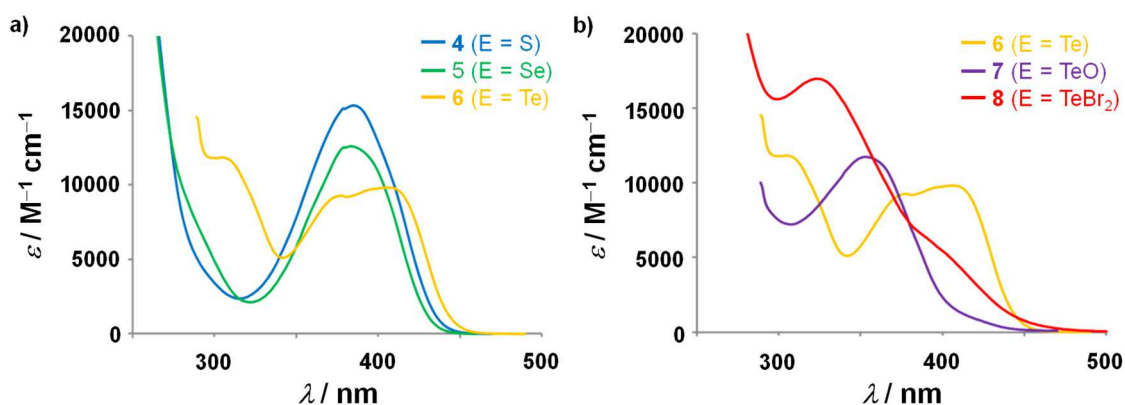 a)
20000
15000
10000
5000
0
ε / M⁻¹ cm⁻¹
300
400
500
λ / nm
4 (E = S)
5 (E = Se)
6 (E = Te)
b)
20000
15000
10000
5000
0
ε / M⁻¹ cm⁻¹
300
400
500
λ / nm
6 (E = Te)
7 (E = TeO)
8 (E = TeBr₂)